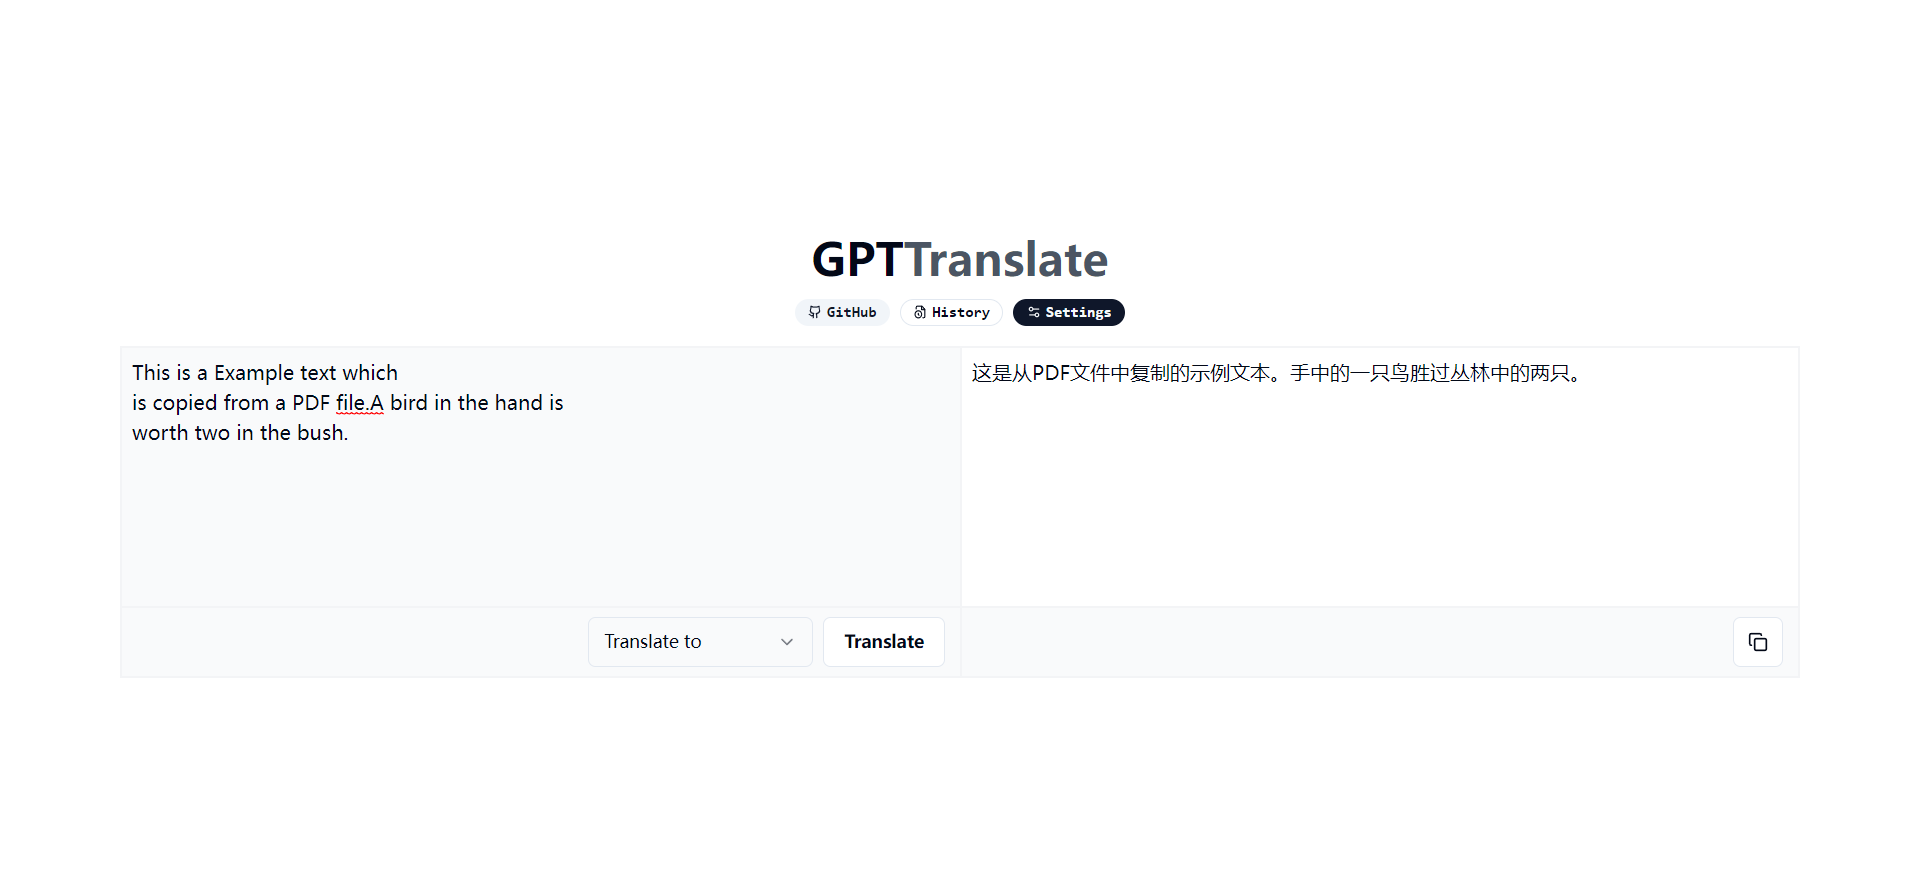 GPTTranslate
GitHub History Settings
This is a Example text which
is copied from a PDF file.A bird in the hand is
worth two in the bush.
这是从PDF文件中复制的示例文本。手中的一只鸟胜过丛林中的两只。
Translate to Translate